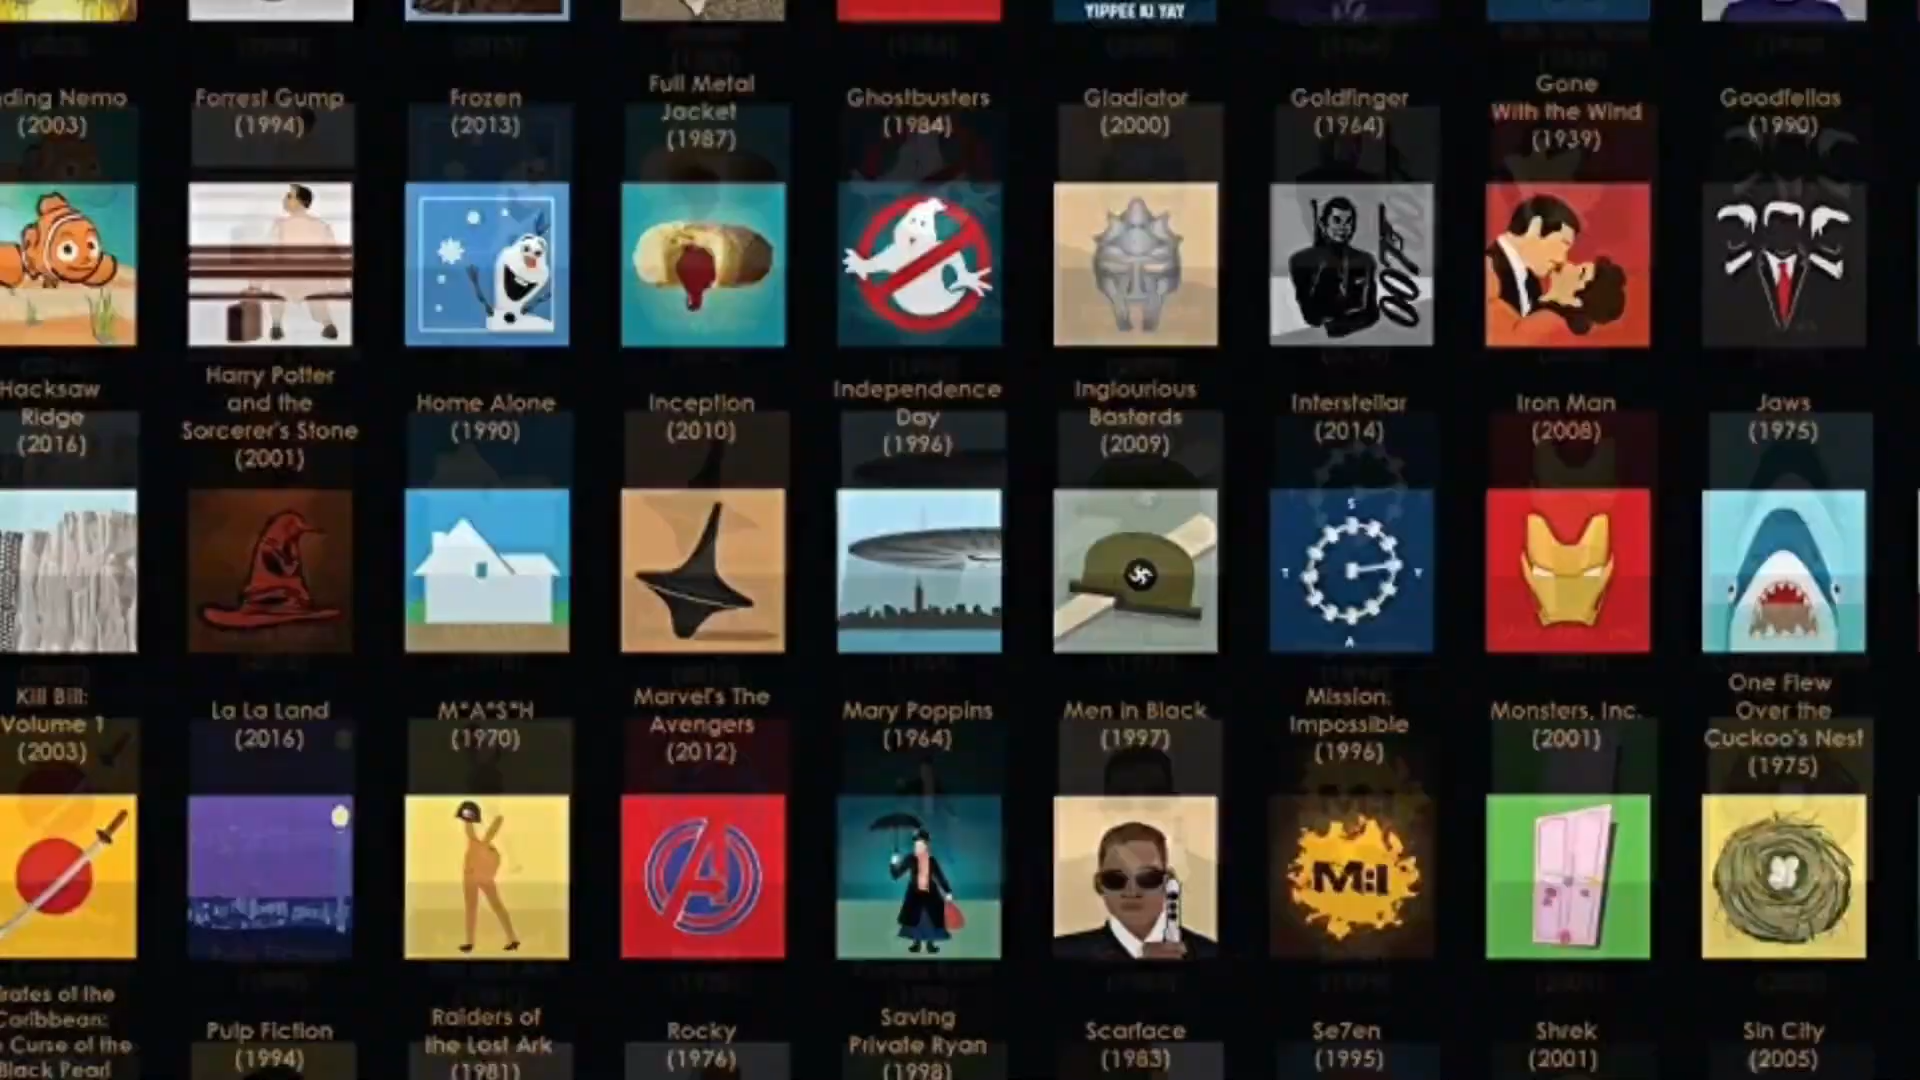 YIPPEE KI YAY
ding Nemo
(2003)
Forrest Gump
(1994)
Frozen
(2013)
Full Metal
Jacket
(1987)
Ghostbusters
(1984)
Gladiator
(2000)
Goldfinger
(1964)
Gone
With the Wind
(1939)
Goodfellas
(1990)
007
Hacksaw
Ridge
(2016)
Harry Potter
and the
Sorcerer's Stone
(2001)
Home Alone
(1990)
Inception
(2010)
Independence
Day
(1996)
Inglourious
Basterds
(2009)
Interstellar
(2014)
Iron Man
(2008)
Jaws
(1975)
S
T
Y
A
Kill Bill:
Volume 1
(2003)
La La Land
(2016)
M*A*S*H
(1970)
Marvel's The
Avengers
(2012)
Mary Poppins
(1964)
Men in Black
(1997)
Mission:
Impossible
(1996)
Monsters, Inc.
(2001)
One Flew
Over the
Cuckoo's Nest
(1975)
A
M:I
rates of the
Caribbean:
Curse of the
Black Pearl
Pulp Fiction
(1994)
Raiders of
the Lost Ark
(1981)
Rocky
(1976)
Saving
Private Ryan
(1998)
Scarface
(1983)
Se7en
(1995)
Shrek
(2001)
Sin City
(2005)